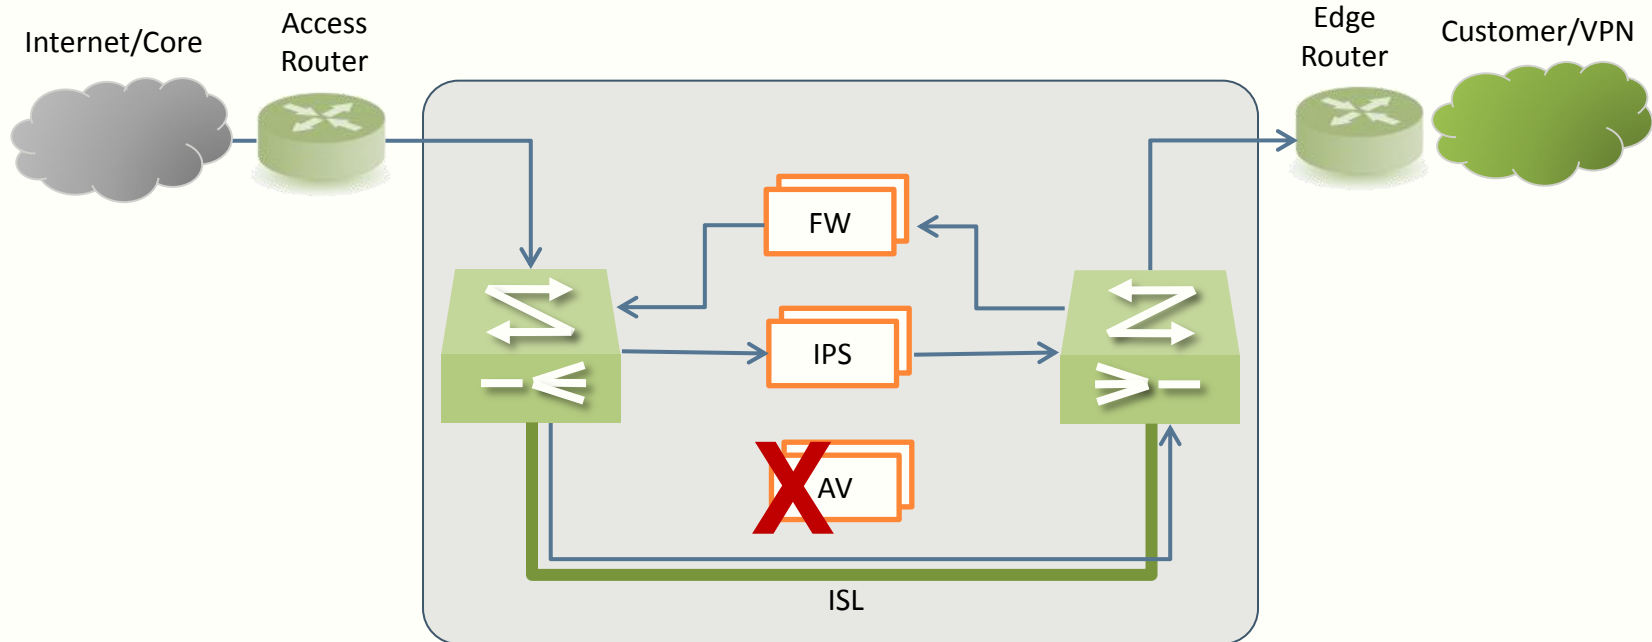 Internet/Core
Access
Router
Edge
Router
Customer/VPN
FW
IPS
AV
ISL